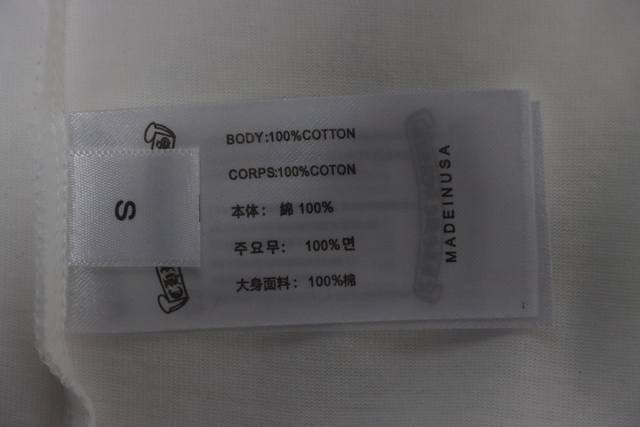 BODY:100%COTTON
CORPS:100%COTON
本体： 綿 100%
주요무： 100%면
大身面料： 100%棉
MADEINUSA
S